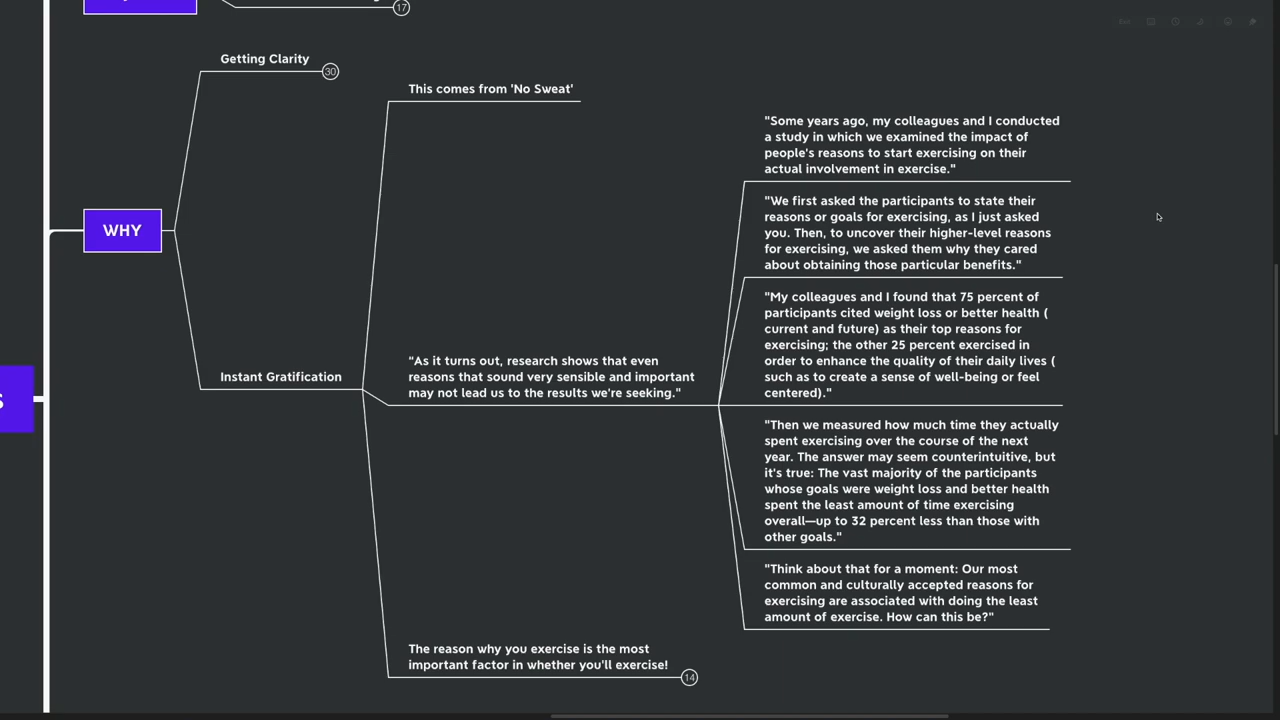 17
Getting Clarity
30
This comes from 'No Sweat'
"Some years ago, my colleagues and I conducted
a study in which we examined the impact of
people's reasons to start exercising on their
actual involvement in exercise."
"We first asked the participants to state their
reasons or goals for exercising, as I just asked
you. Then, to uncover their higher-level reasons
for exercising, we asked them why they cared
about obtaining those particular benefits."
WHY
"My colleagues and I found that 75 percent of
participants cited weight loss or better health (
current and future) as their top reasons for
exercising; the other 25 percent exercised in
order to enhance the quality of their daily lives (
such as to create a sense of well-being or feel
centered)."
Instant Gratification
"As it turns out, research shows that even
reasons that sound very sensible and important
may not lead us to the results we're seeking."
S
"Then we measured how much time they actually
spent exercising over the course of the next
year. The answer may seem counterintuitive, but
it's true: The vast majority of the participants
whose goals were weight loss and better health
spent the least amount of time exercising
overall—up to 32 percent less than those with
other goals."
"Think about that for a moment: Our most
common and culturally accepted reasons for
exercising are associated with doing the least
amount of exercise. How can this be?"
The reason why you exercise is the most
important factor in whether you'll exercise!
14